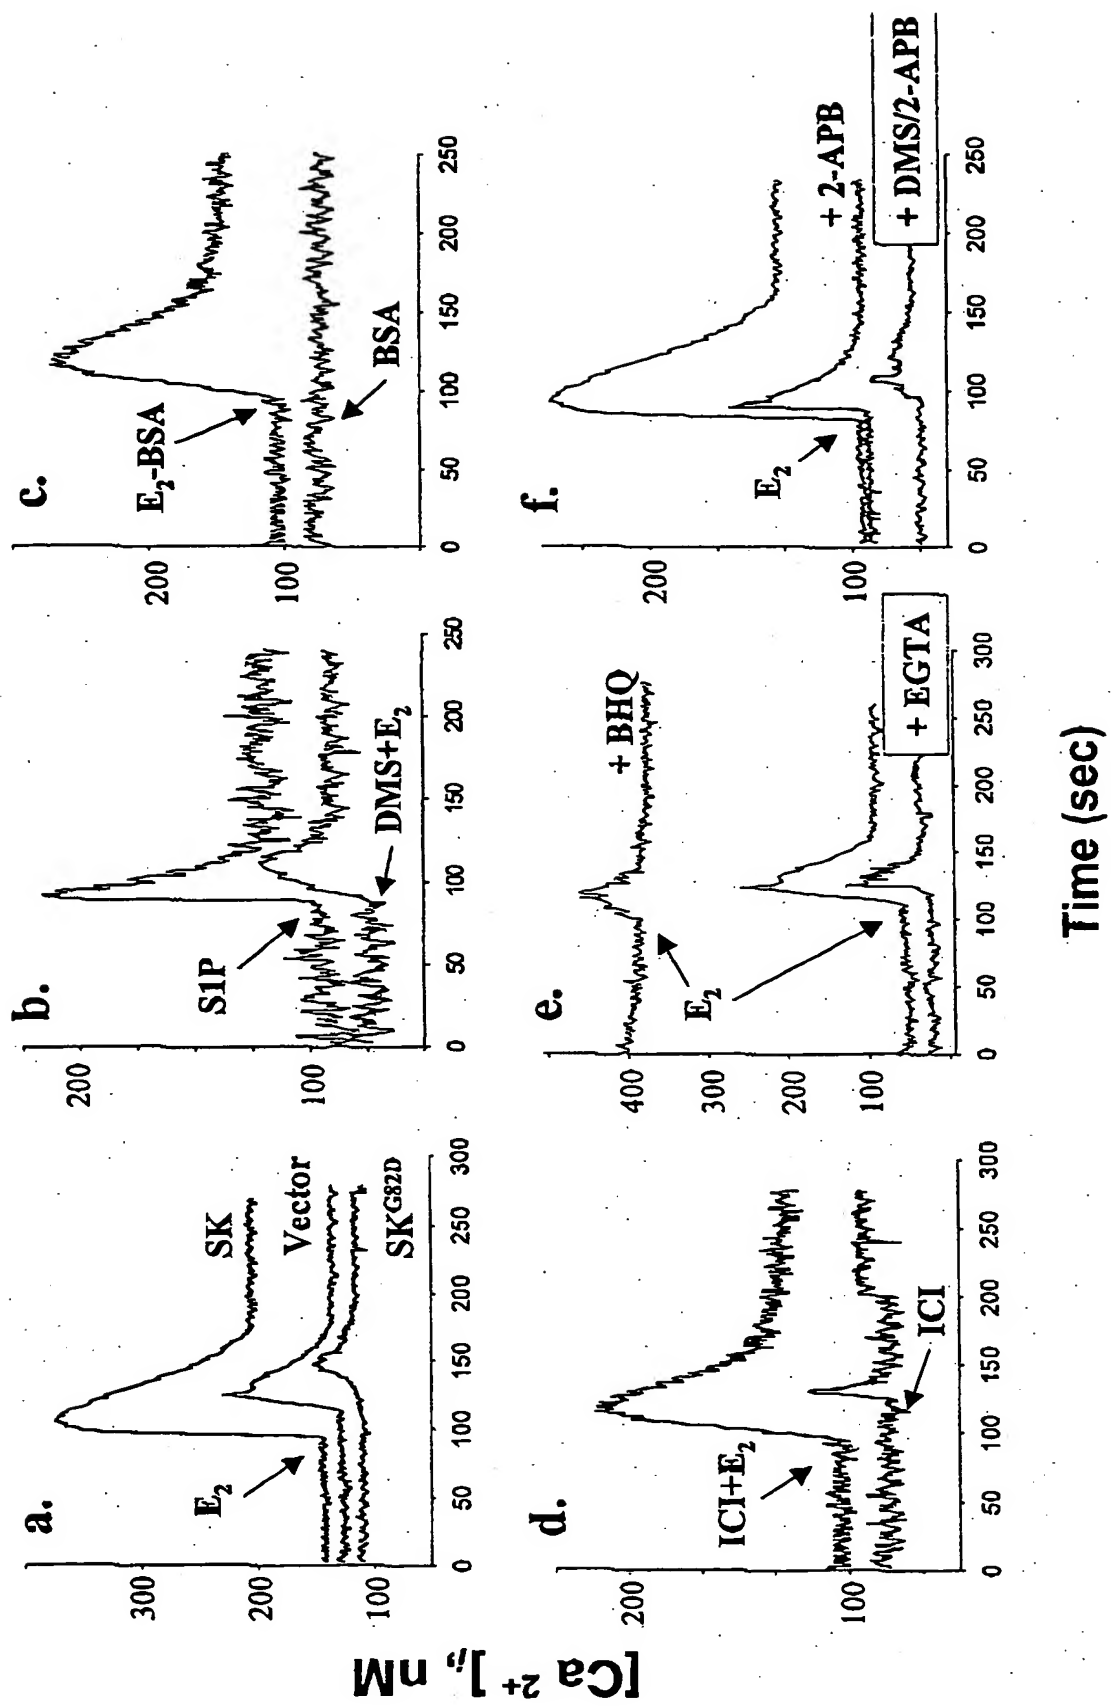 [Ca 2+ ]i, nM
a.
300
200
100
E2
SK
Vector
SKG82D
0 50 100 150 200 250 300
b.
200
100
S1P
DMS+E2
0 50 100 150 200 250
c.
200
100
E2-BSA
BSA
0 50 100 150 200 250
d.
200
100
ICI+E2
ICI
0 50 100 150 200 250 300
e.
400
300
200
100
E2
+ BHQ
+ EGTA
0 50 100 150 200 250 300
f.
200
100
E2
+ 2-APB
+ DMS/2-APB
0 50 100 150 200 250
Time (sec)